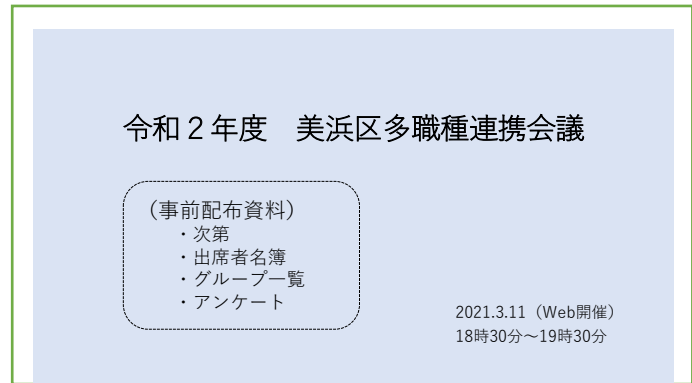 令和２年度　美浜区多職種連携会議
（事前配布資料）
・次第
・出席者名簿
・グループ一覧
・アンケート
2021.3.11（Web開催）
18時30分～19時30分